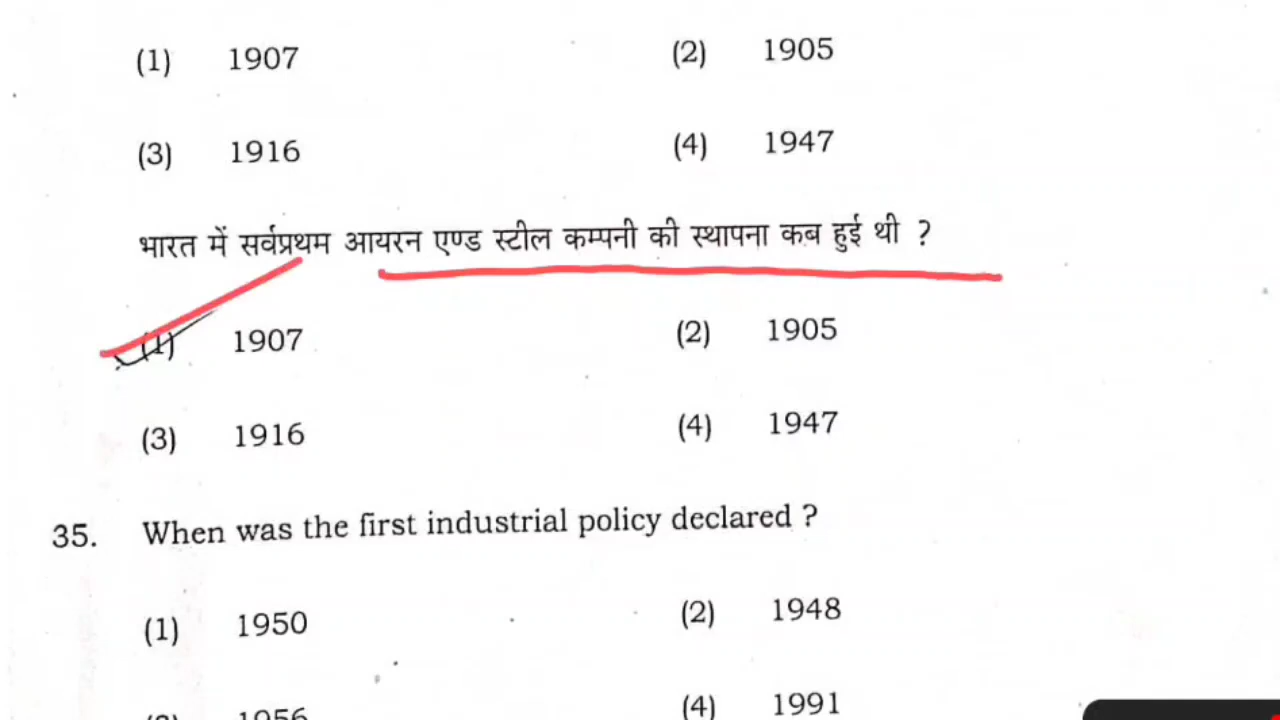 (1) 1907 (2) 1905
(3) 1916 (4) 1947
भारत में सर्वप्रथम आयरन एण्ड स्टील कम्पनी की स्थापना कब हुई थी ?
(1) 1907 (2) 1905
(3) 1916 (4) 1947
35. When was the first industrial policy declared ?
(1) 1950 (2) 1948
(3) 1956 (4) 1991